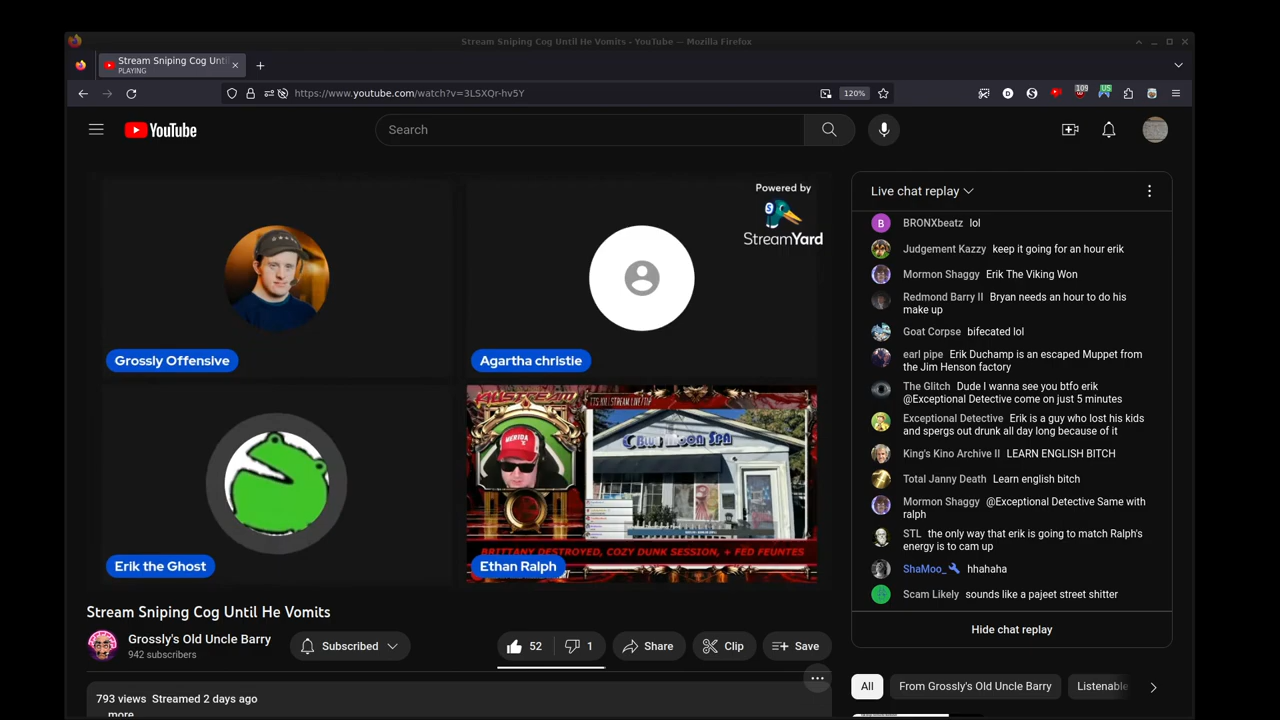 Stream Sniping Cog Until He Vomits - YouTube — Mozilla Firefox
Stream Sniping Cog Unti
PLAYING
https://www.youtube.com/watch?v=3LSXQr-hv5Y
120%
109
US
YouTube
Search
Powered by
StreamYard
Grossly Offensive
Agartha christie
Erik the Ghost
KILLSTREAM
BLUE MOON SPA
BRITTANY DESTROYED, COZY DUNK SESSION, + FED FEUNTES
Ethan Ralph
Stream Sniping Cog Until He Vomits
Grossly's Old Uncle Barry
942 subscribers
Subscribed
52
1
Share
Clip
Save
793 views Streamed 2 days ago
...more
Live chat replay
BRONXbeatz lol
Judgement Kazzy keep it going for an hour erik
Mormon Shaggy Erik The Viking Won
Redmond Barry II Bryan needs an hour to do his
make up
Goat Corpse bifecated lol
earl pipe Erik Duchamp is an escaped Muppet from
the Jim Henson factory
The Glitch Dude I wanna see you btfo erik
@Exceptional Detective come on just 5 minutes
Exceptional Detective Erik is a guy who lost his kids
and spergs out drunk all day long because of it
King's Kino Archive II LEARN ENGLISH BITCH
Total Janny Death Learn english bitch
Mormon Shaggy @Exceptional Detective Same with
ralph
STL the only way that erik is going to match Ralph's
energy is to cam up
ShaMoo_ hhahaha
Scam Likely sounds like a pajeet street shitter
Hide chat replay
All
From Grossly's Old Uncle Barry
Listenable